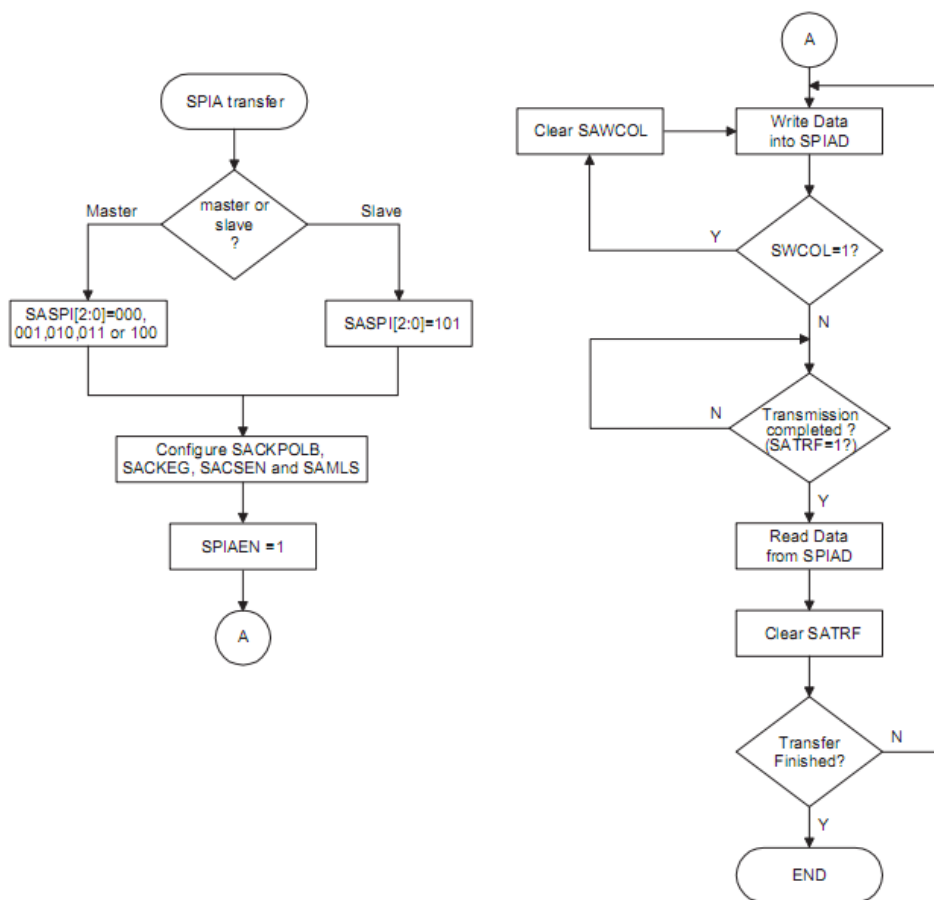 SPIA transfer
master or
slave
?
Master
Slave
SASPI[2:0]=000,
001,010,011 or 100
SASPI[2:0]=101
Configure SACKPOLB,
SACKEG, SACSEN and SAMLS
SPIAEN =1
A
A
Write Data
into SPIAD
Clear SAWCOL
Y
SWCOL=1?
N
N
Transmission
completed ?
(SATRF=1?)
Y
Read Data
from SPIAD
Clear SATRF
Transfer
Finished?
N
Y
END